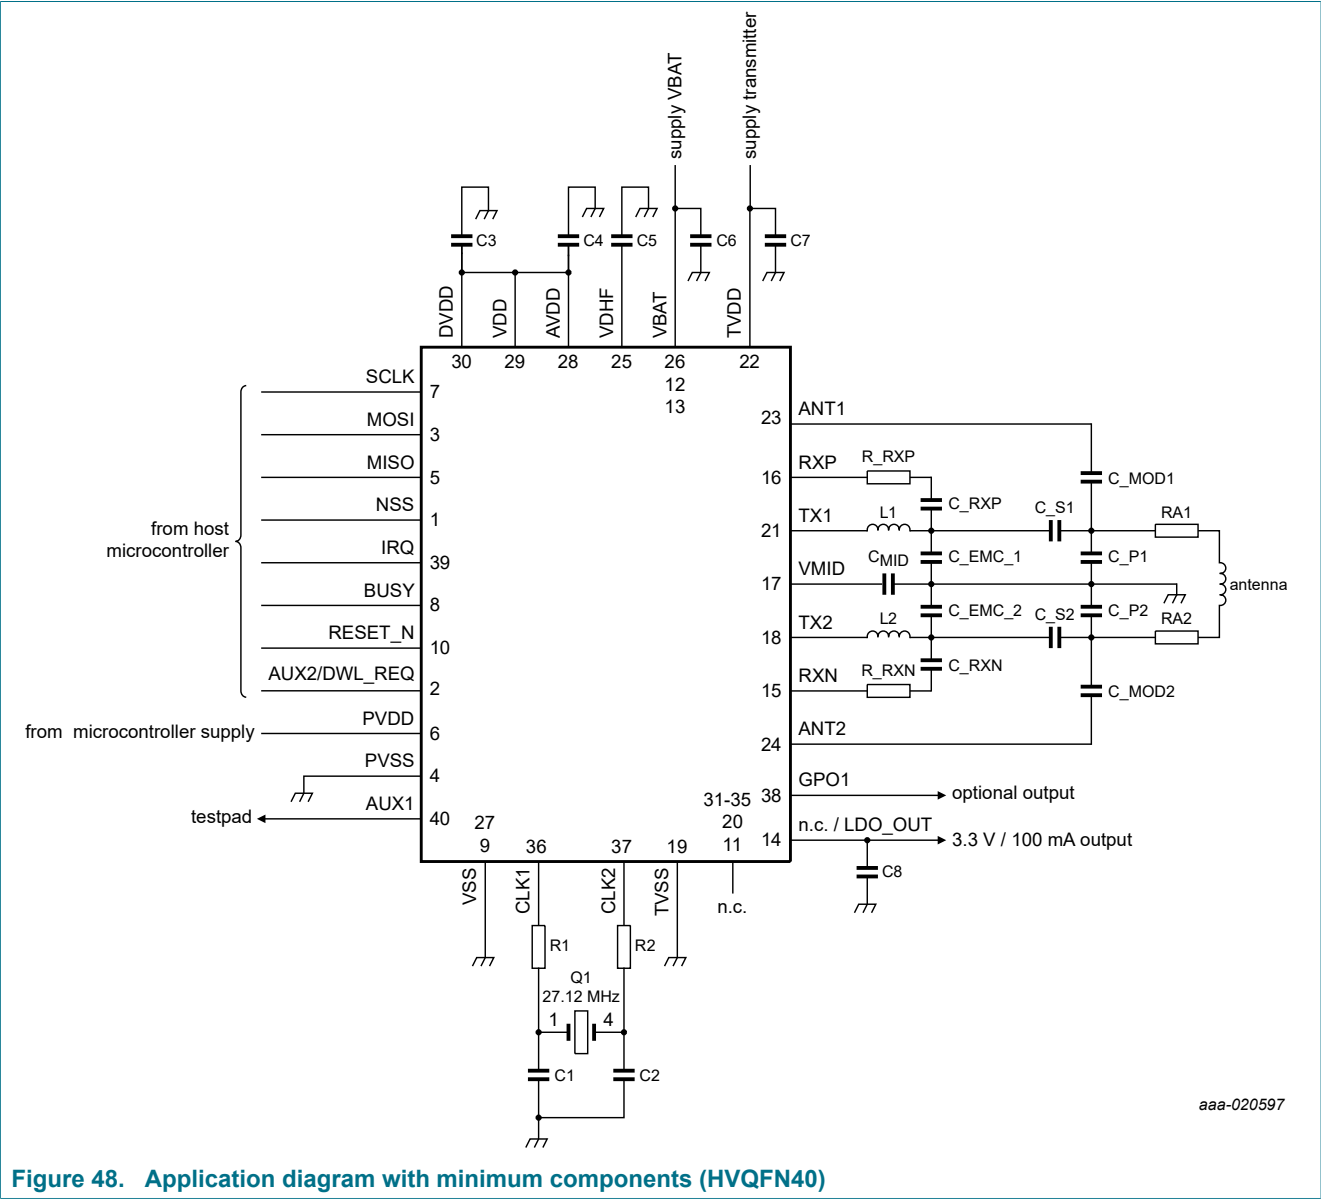 supply VBAT
supply transmitter
C3
C4
C5
C6
C7
DVDD
VDD
AVDD
VDHF
VBAT
TVDD
30
29
28
25
26
22
12
13
from host
microcontroller
SCLK
7
MOSI
3
MISO
5
NSS
1
IRQ
39
BUSY
8
RESET_N
10
AUX2/DWL_REQ
2
from microcontroller supply
PVDD
6
PVSS
4
testpad
AUX1
40
23
ANT1
C_MOD1
16
RXP
R_RXP
C_RXP
21
TX1
L1
C_S1
RA1
C_EMC_1
C_P1
17
VMID
CMID
antenna
C_EMC_2
C_P2
18
TX2
L2
C_S2
RA2
C_RXN
15
RXN
R_RXN
C_MOD2
24
ANT2
38
GPO1
optional output
14
n.c. / LDO_OUT
3.3 V / 100 mA output
C8
27
9
36
37
19
31-35
20
11
VSS
CLK1
CLK2
TVSS
n.c.
R1
R2
Q1
27.12 MHz
1
4
C1
C2
aaa-020597
Figure 48. Application diagram with minimum components (HVQFN40)